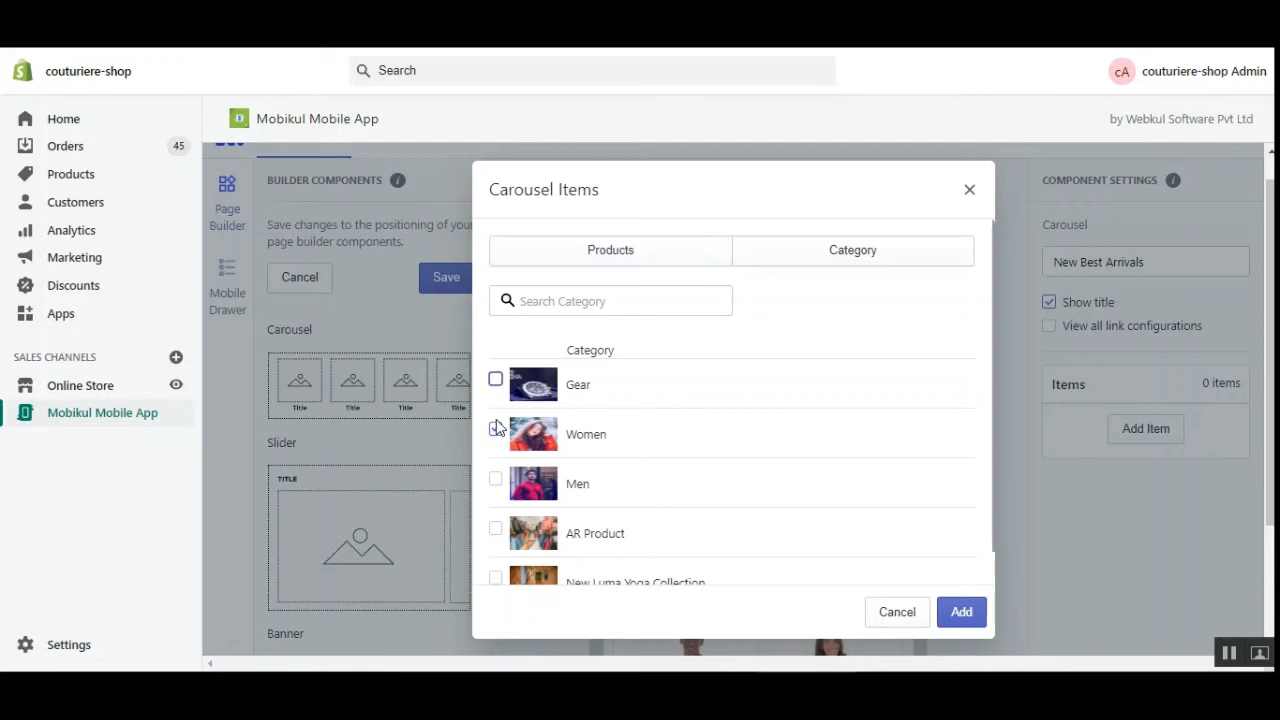 couturiere-shop
Search
cA
couturiere-shop Admin
Mobikul Mobile App
by Webkul Software Pvt Ltd
Home
Orders
45
Products
Customers
Analytics
Marketing
Discounts
Apps
SALES CHANNELS
Online Store
Mobikul Mobile App
Settings
Page
Builder
Mobile
Drawer
BUILDER COMPONENTS
Save changes to the positioning of your
page builder components.
Cancel
Save
Carousel
Title
Title
Title
Title
Slider
TITLE
Banner
Carousel Items
Products
Category
Search Category
Category
Gear
Women
Men
AR Product
New Luma Yoga Collection
Cancel
Add
COMPONENT SETTINGS
Carousel
New Best Arrivals
Show title
View all link configurations
Items
0 items
Add Item